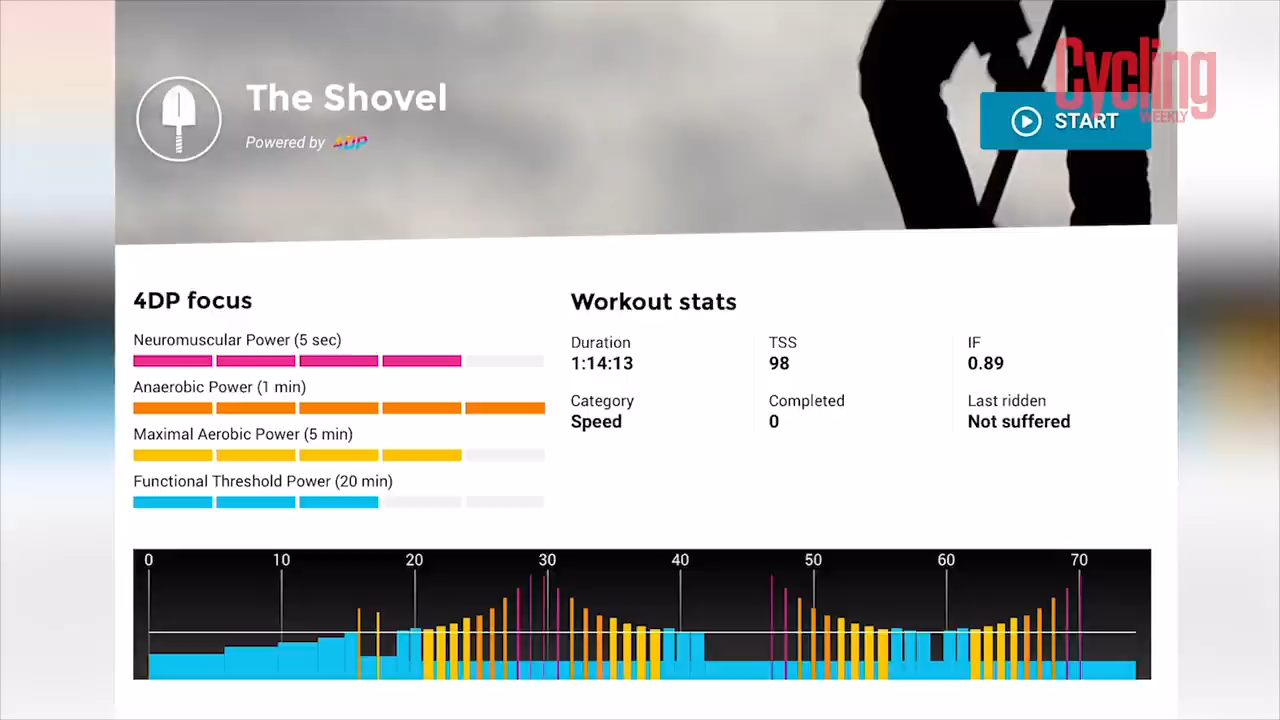 The Shovel
Powered by 4DP
Cycling
WEEKLY
START
4DP focus
Neuromuscular Power (5 sec)
Anaerobic Power (1 min)
Maximal Aerobic Power (5 min)
Functional Threshold Power (20 min)
Workout stats
Duration TSS IF
1:14:13 98 0.89
Category Completed Last ridden
Speed 0 Not suffered
0 10 20 30 40 50 60 70